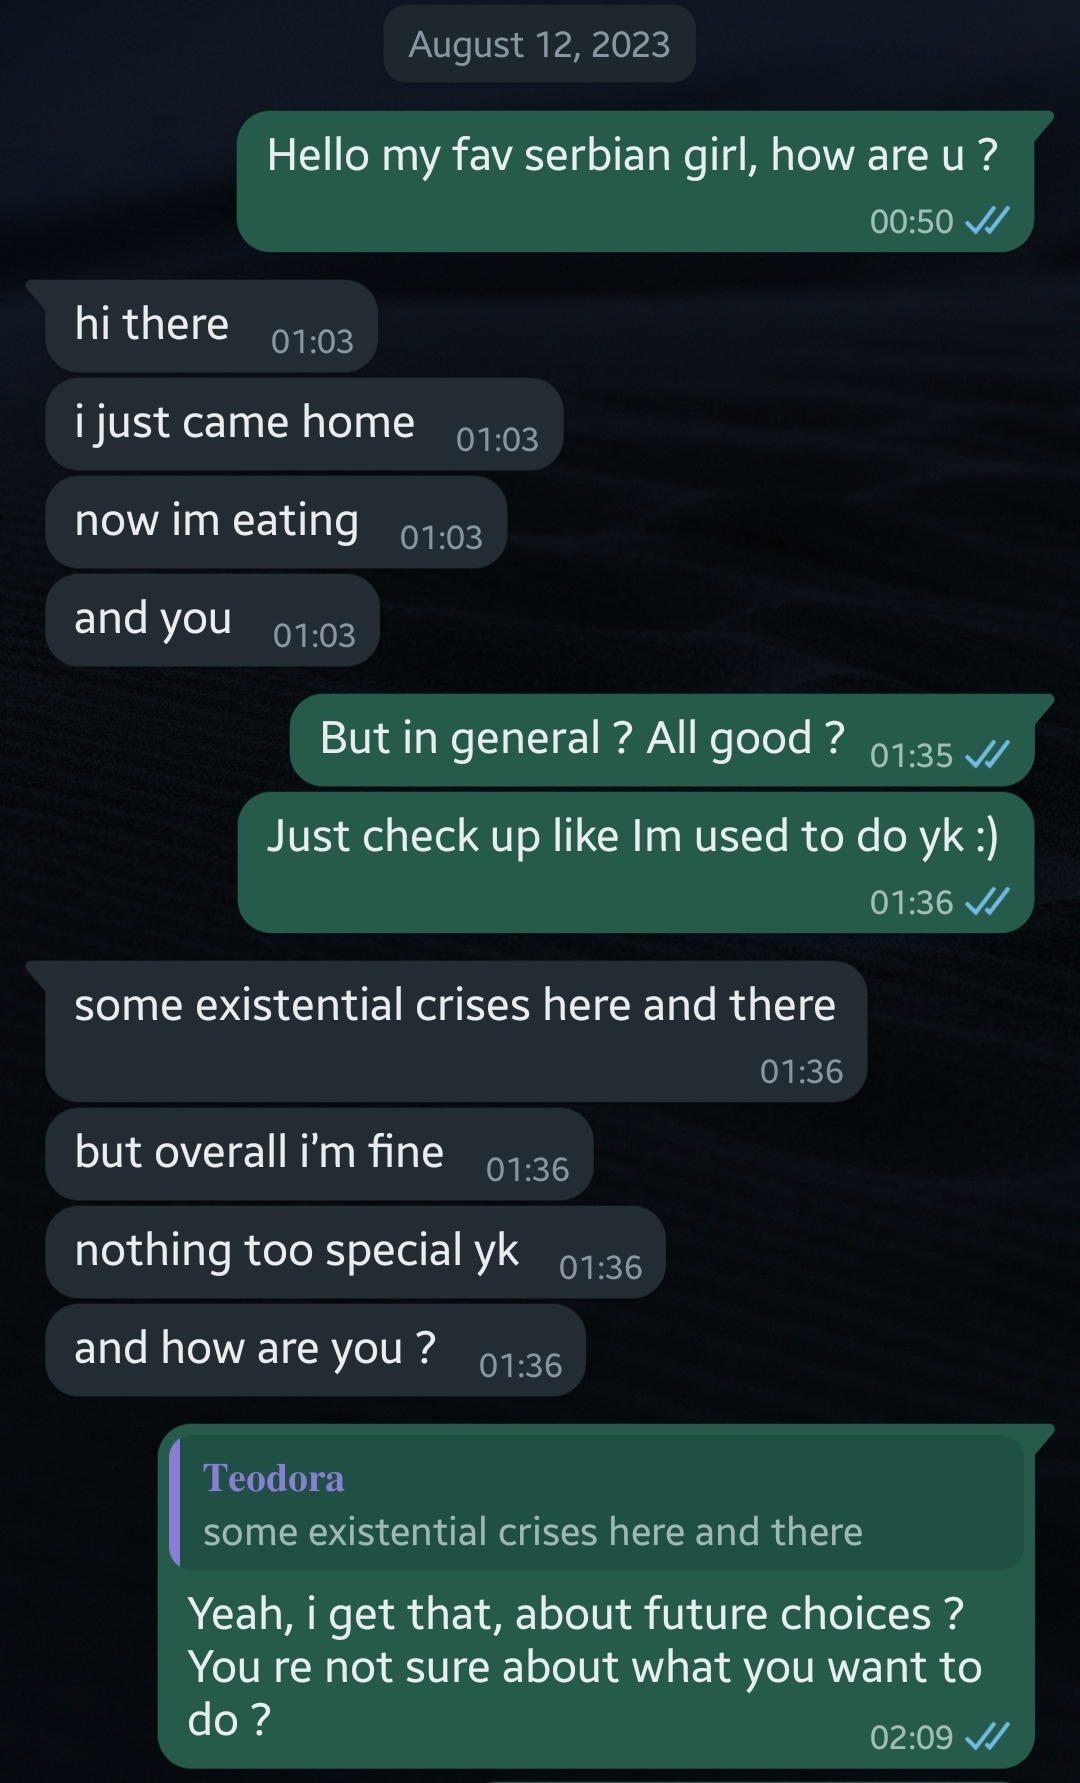 August 12, 2023
Hello my fav serbian girl, how are u ?
00:50
hi there 01:03
i just came home 01:03
now im eating 01:03
and you 01:03
But in general ? All good ? 01:35
Just check up like Im used to do yk :)
01:36
some existential crises here and there
01:36
but overall i’m fine 01:36
nothing too special yk 01:36
and how are you ? 01:36
Teodora
some existential crises here and there
Yeah, i get that, about future choices ?
You re not sure about what you want to
do ? 02:09